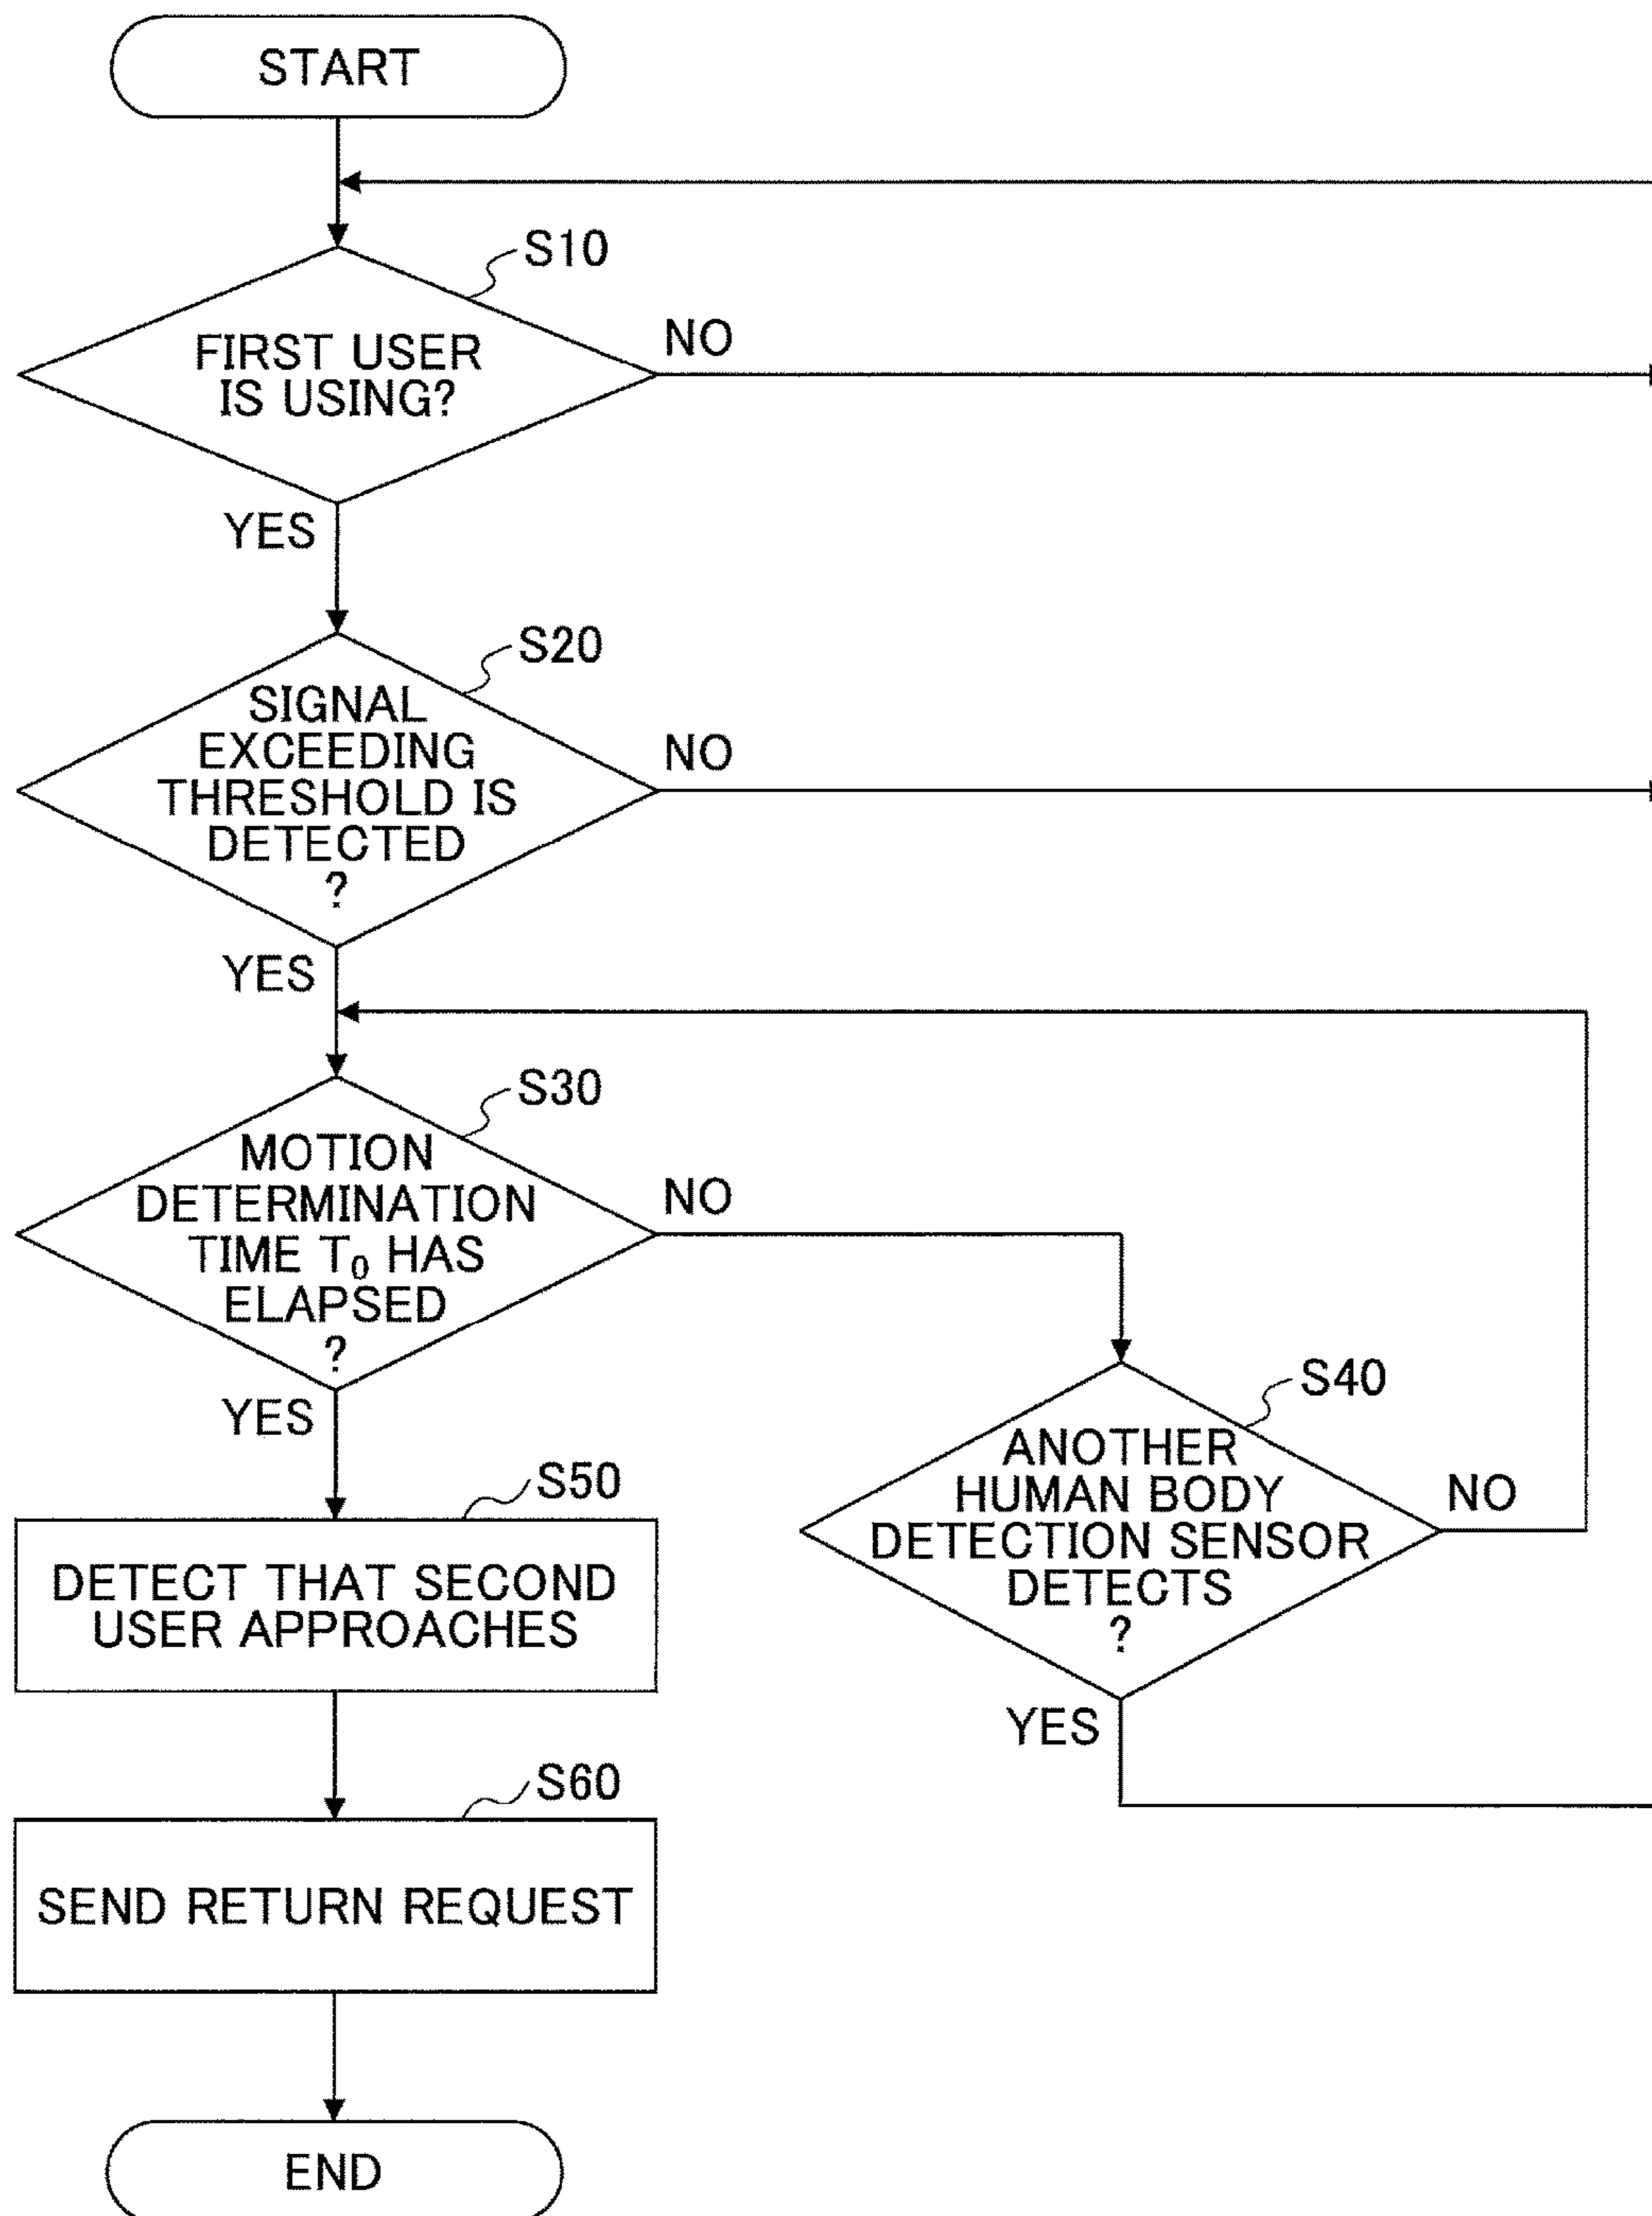 START
S10
FIRST USER
IS USING?
NO
YES
S20
SIGNAL
EXCEEDING
THRESHOLD IS
DETECTED
?
NO
YES
S30
MOTION
DETERMINATION
TIME T₀ HAS
ELAPSED
?
NO
YES
S40
ANOTHER
HUMAN BODY
DETECTION SENSOR
DETECTS
?
NO
YES
S50
DETECT THAT SECOND
USER APPROACHES
S60
SEND RETURN REQUEST
END